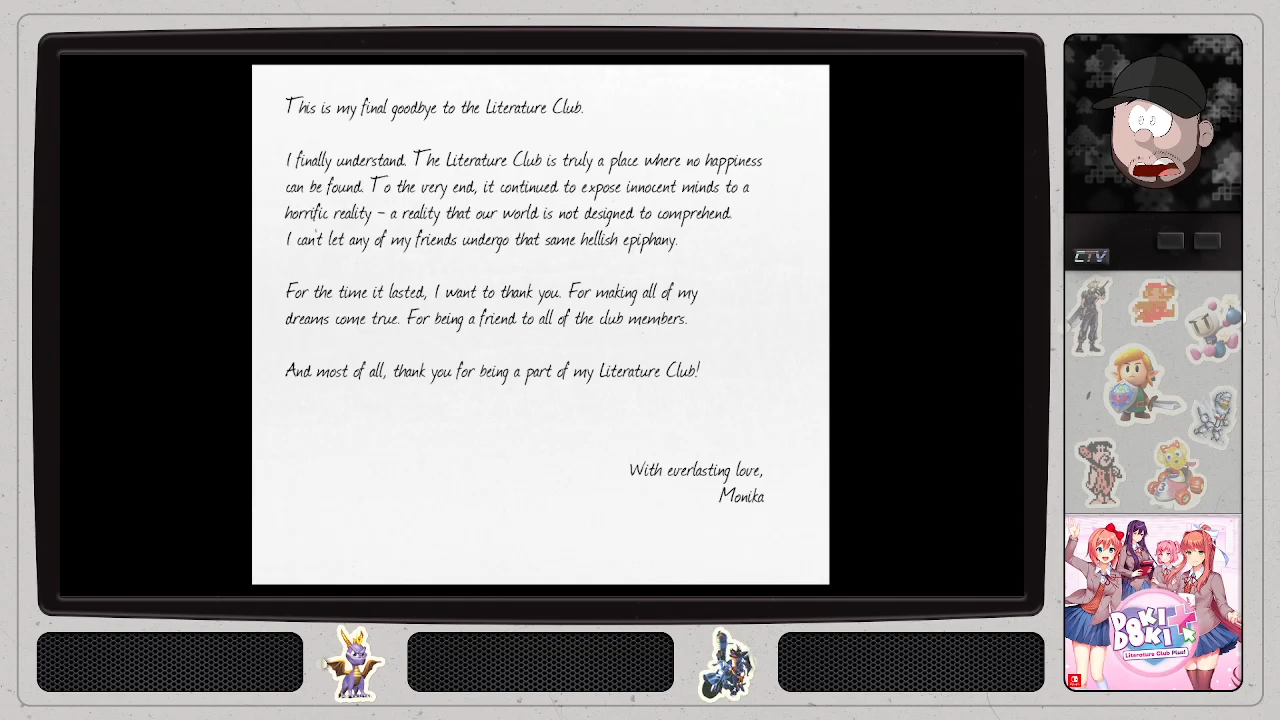 This is my final goodbye to the Literature Club.
I finally understand. The Literature Club is truly a place where no happiness
can be found. To the very end, it continued to expose innocent minds to a
horrific reality - a reality that our world is not designed to comprehend.
I can't let any of my friends undergo that same hellish epiphany.
For the time it lasted, I want to thank you. For making all of my
dreams come true. For being a friend to all of the club members.
And most of all, thank you for being a part of my Literature Club!
With everlasting love,
Monika
CTV
DOKI
DOKI
Literature Club Plus!